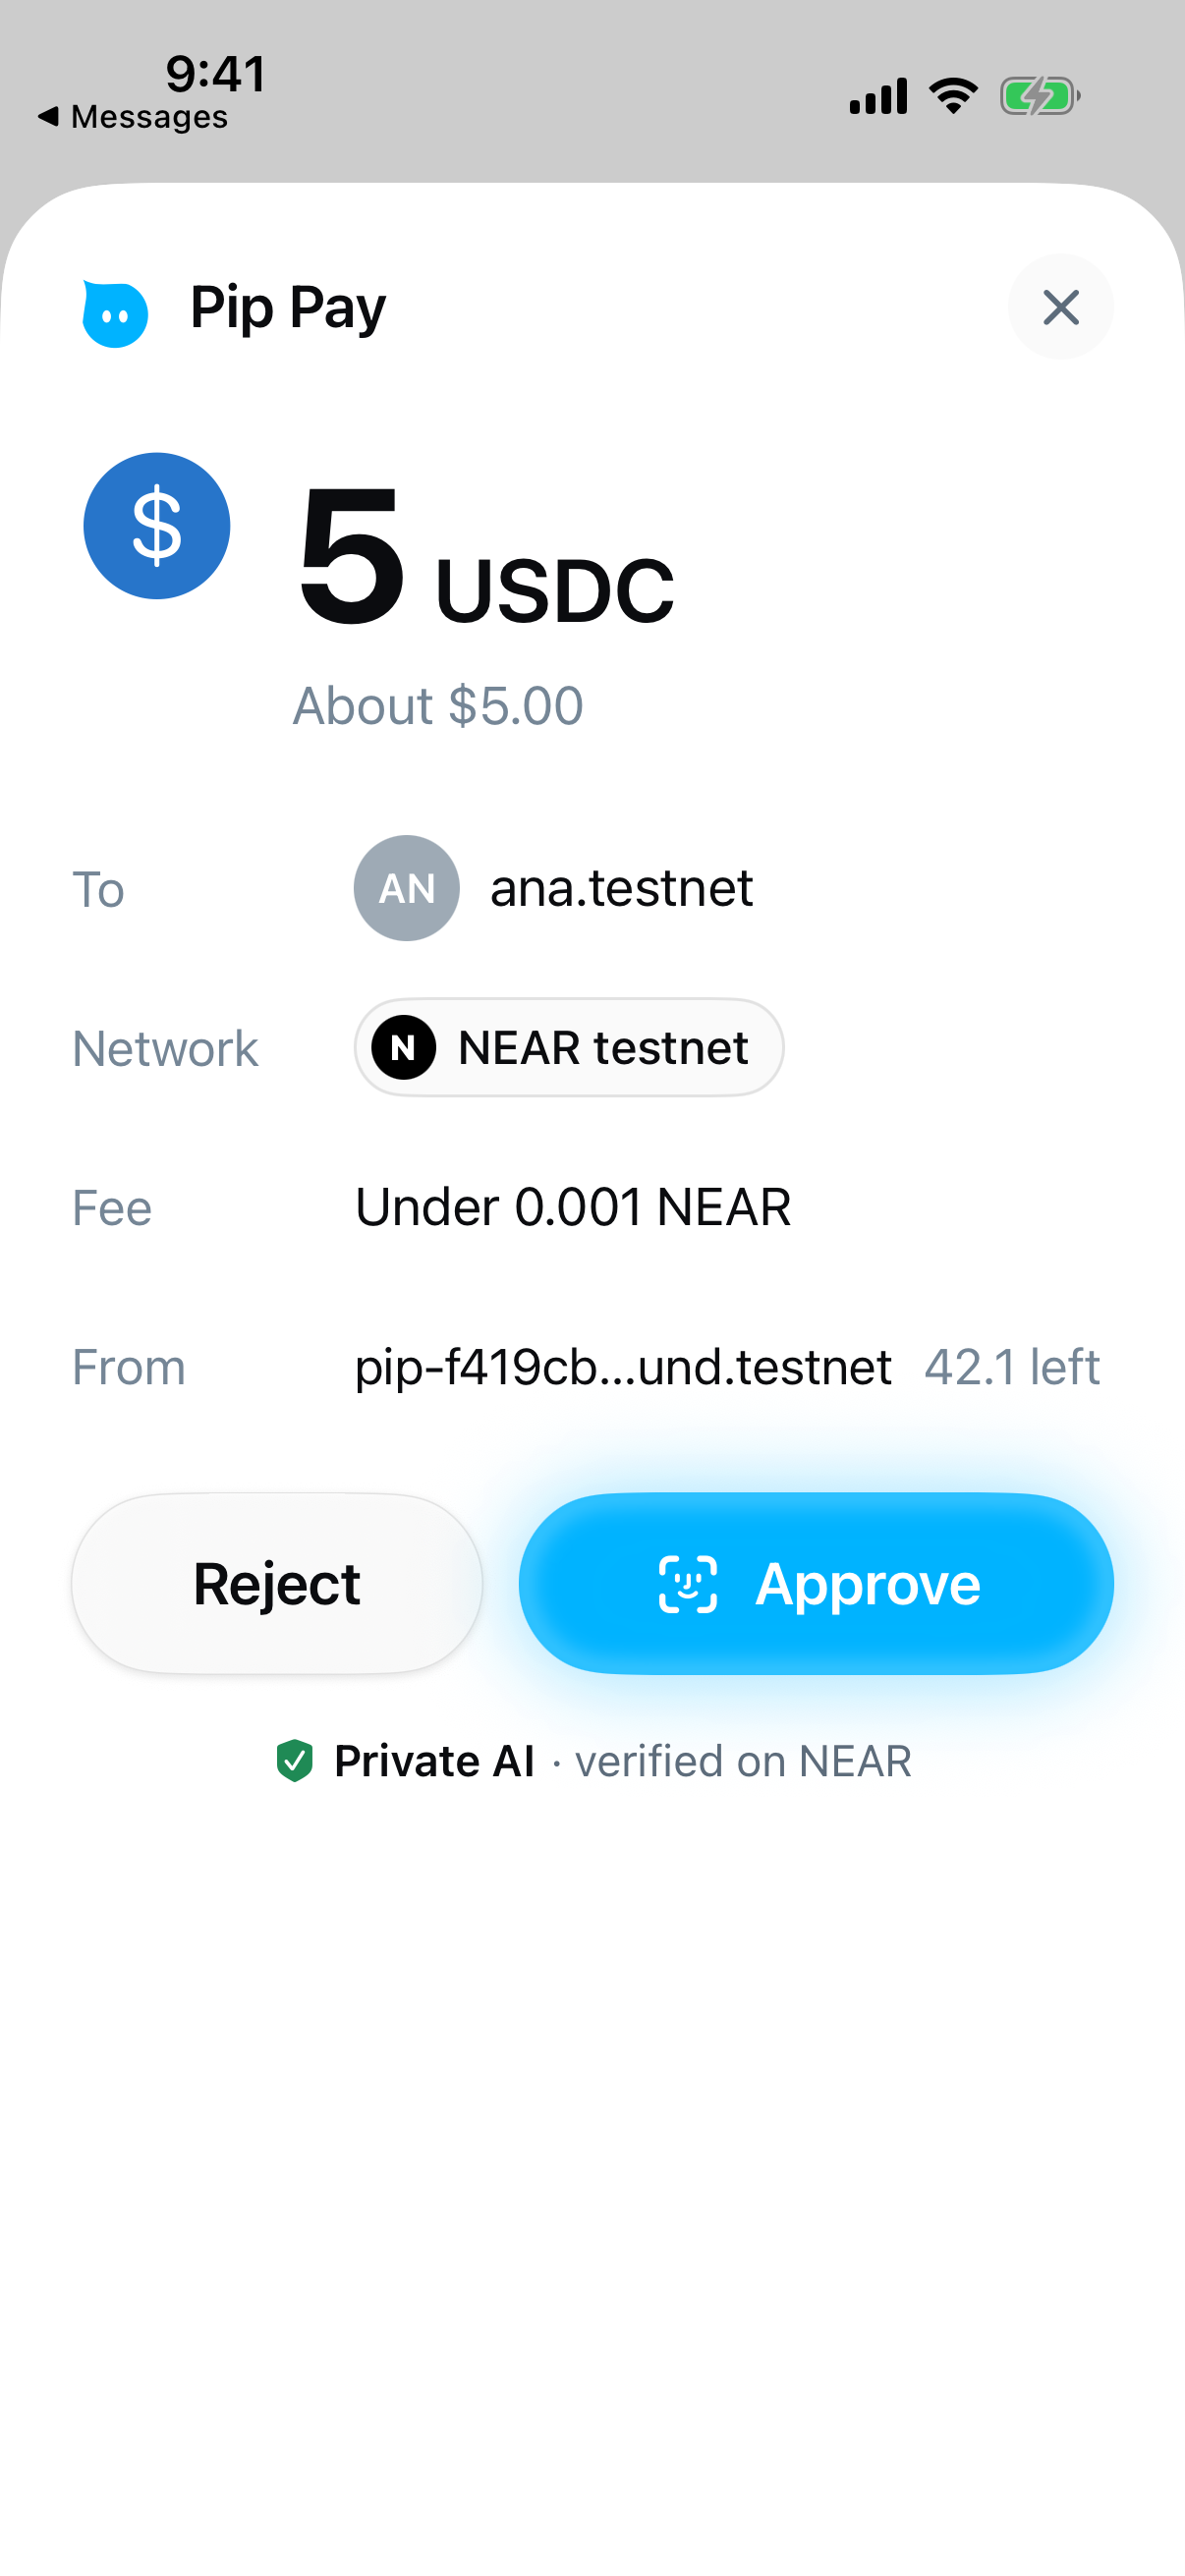 9:41
◀ Messages
Pip Pay
$
5 USDC
About $5.00
To AN ana.testnet
Network N NEAR testnet
Fee Under 0.001 NEAR
From pip-f419cb...und.testnet 42.1 left
Reject Approve
Private AI · verified on NEAR